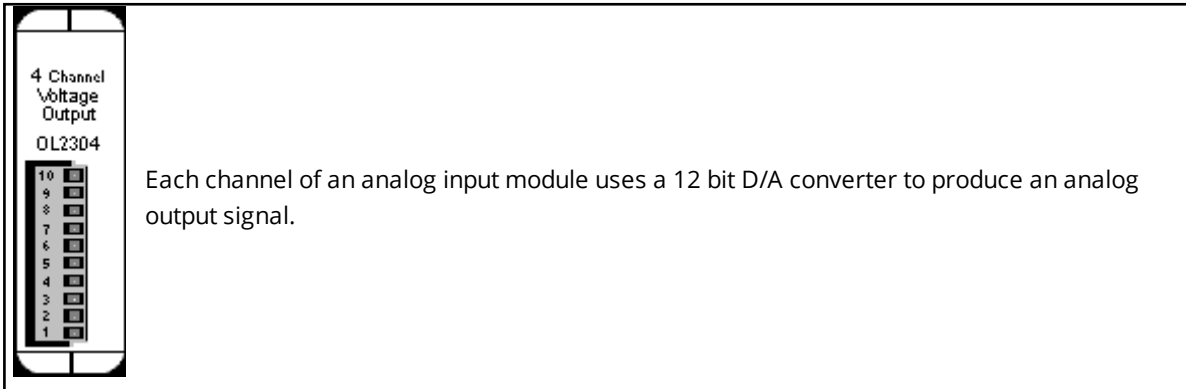 4 Channel
Voltage
Output
OL2304
10
9
8
7
6
5
4
3
2
1
Each channel of an analog input module uses a 12 bit D/A converter to produce an analog
output signal.